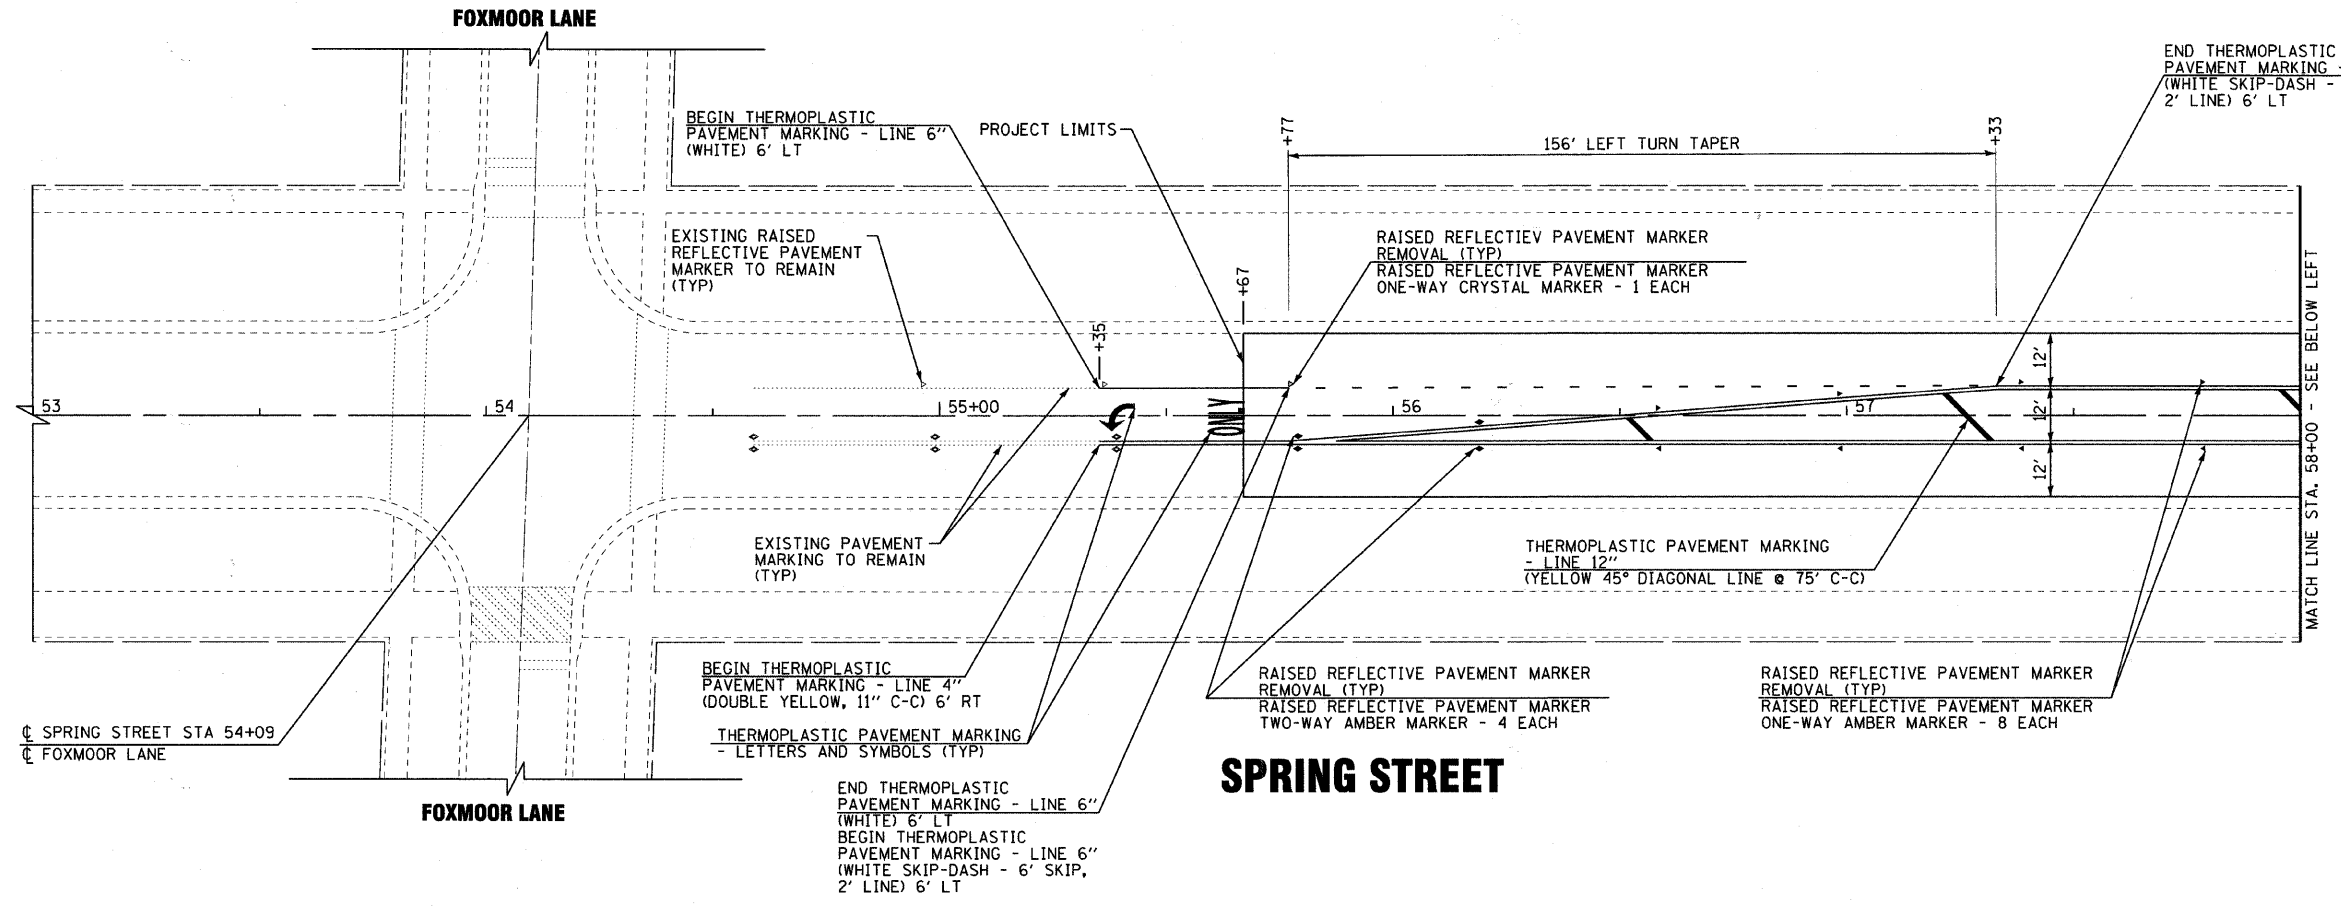 FOXMOOR LANE
END THERMOPLASTIC
PAVEMENT MARKING -
(WHITE SKIP-DASH -
2' LINE) 6' LT
BEGIN THERMOPLASTIC
PAVEMENT MARKING - LINE 6"
(WHITE) 6' LT
PROJECT LIMITS
+77
156' LEFT TURN TAPER
+33
EXISTING RAISED
REFLECTIVE PAVEMENT
MARKER TO REMAIN
(TYP)
RAISED REFLECTIEV PAVEMENT MARKER
REMOVAL (TYP)
RAISED REFLECTIVE PAVEMENT MARKER
ONE-WAY CRYSTAL MARKER - 1 EACH
+67
+35
12'
12'
12'
53
54
55+00
56
57
ONLY
MATCH LINE STA. 58+00 - SEE BELOW LEFT
EXISTING PAVEMENT
MARKING TO REMAIN
(TYP)
THERMOPLASTIC PAVEMENT MARKING
- LINE 12"
(YELLOW 45° DIAGONAL LINE @ 75' C-C)
BEGIN THERMOPLASTIC
PAVEMENT MARKING - LINE 4"
(DOUBLE YELLOW, 11" C-C) 6' RT
RAISED REFLECTIVE PAVEMENT MARKER
REMOVAL (TYP)
RAISED REFLECTIVE PAVEMENT MARKER
TWO-WAY AMBER MARKER - 4 EACH
RAISED REFLECTIVE PAVEMENT MARKER
REMOVAL (TYP)
RAISED REFLECTIVE PAVEMENT MARKER
ONE-WAY AMBER MARKER - 8 EACH
℄ SPRING STREET STA 54+09
℄ FOXMOOR LANE
THERMOPLASTIC PAVEMENT MARKING
- LETTERS AND SYMBOLS (TYP)
SPRING STREET
END THERMOPLASTIC
PAVEMENT MARKING - LINE 6"
(WHITE) 6' LT
BEGIN THERMOPLASTIC
PAVEMENT MARKING - LINE 6"
(WHITE SKIP-DASH - 6' SKIP,
2' LINE) 6' LT
FOXMOOR LANE